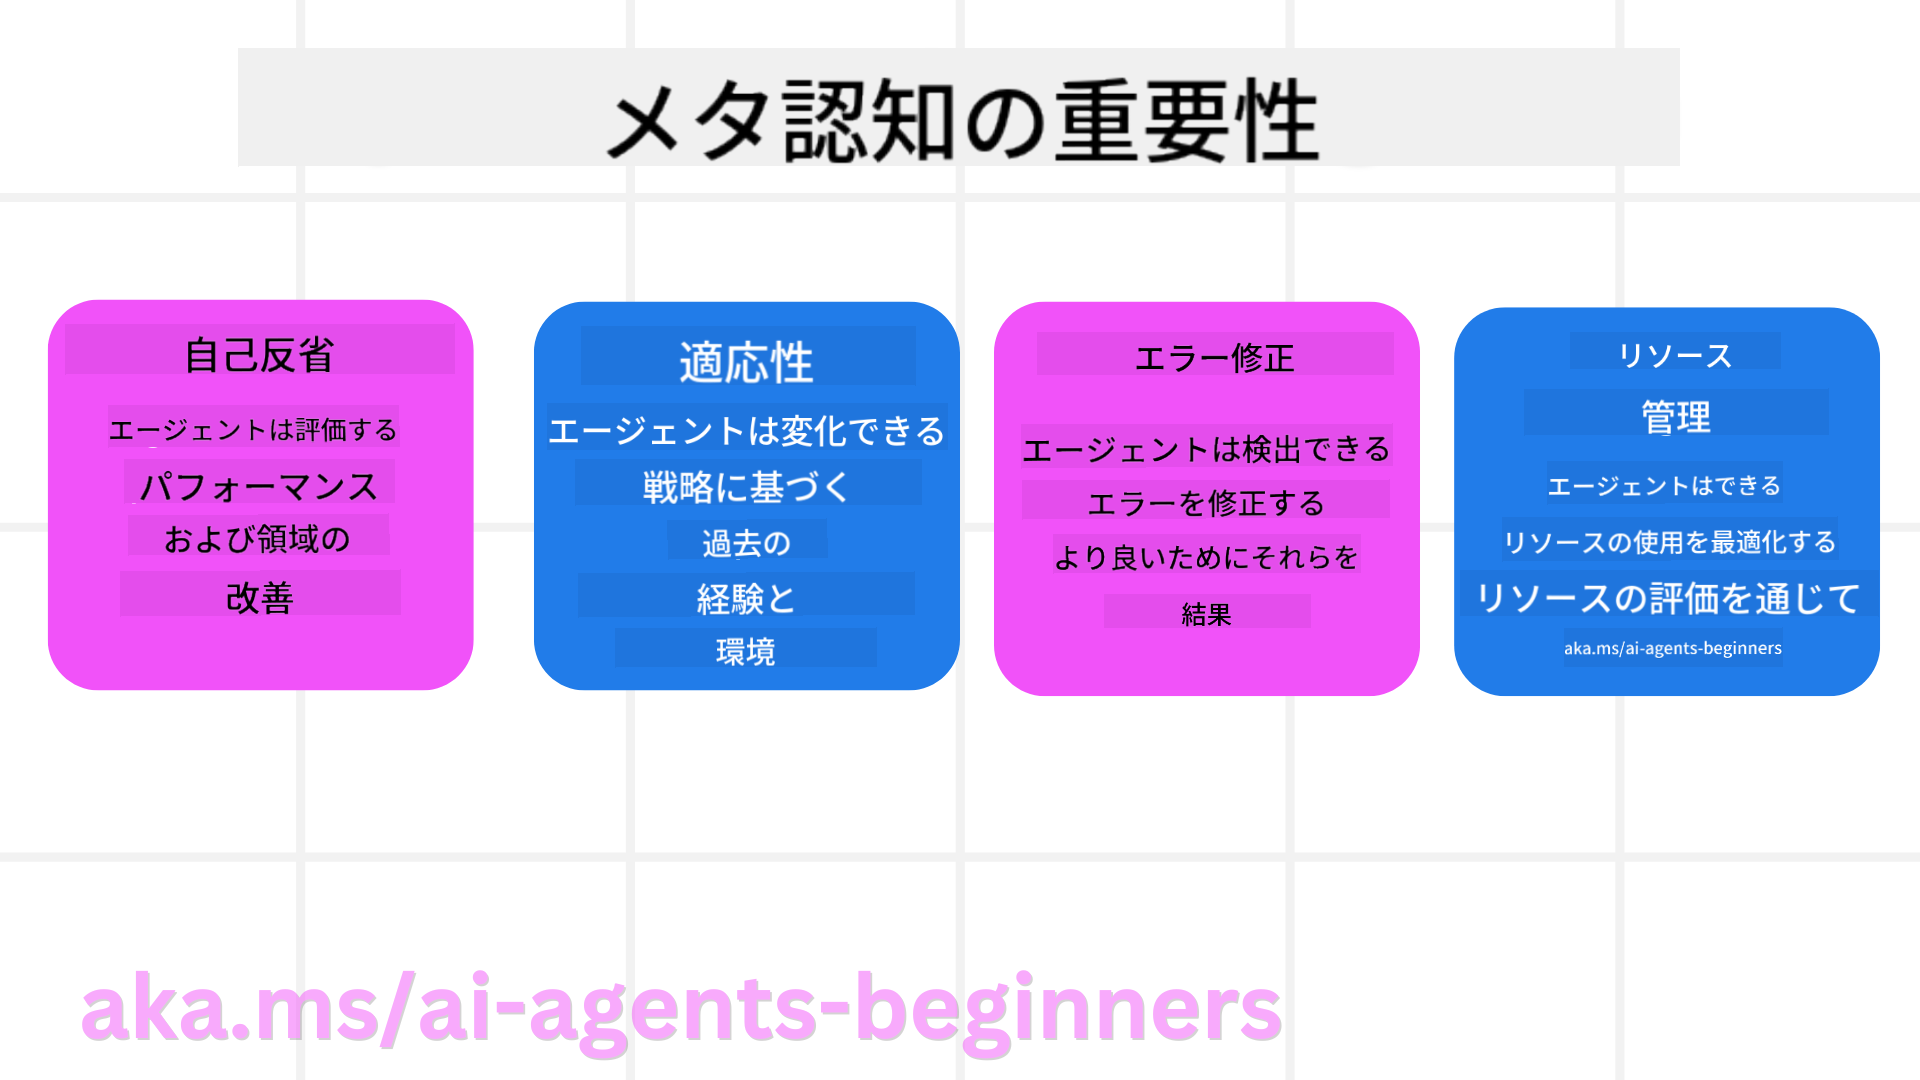 メタ認知の重要性
自己反省
エージェントは評価する
パフォーマンス
および領域の
改善
適応性
エージェントは変化できる
戦略に基づく
過去の
経験と
環境
エラー修正
エージェントは検出できる
エラーを修正する
より良いためにそれらを
結果
リソース
管理
エージェントはできる
リソースの使用を最適化する
リソースの評価を通じて
aka.ms/ai-agents-beginners
aka.ms/ai-agents-beginners